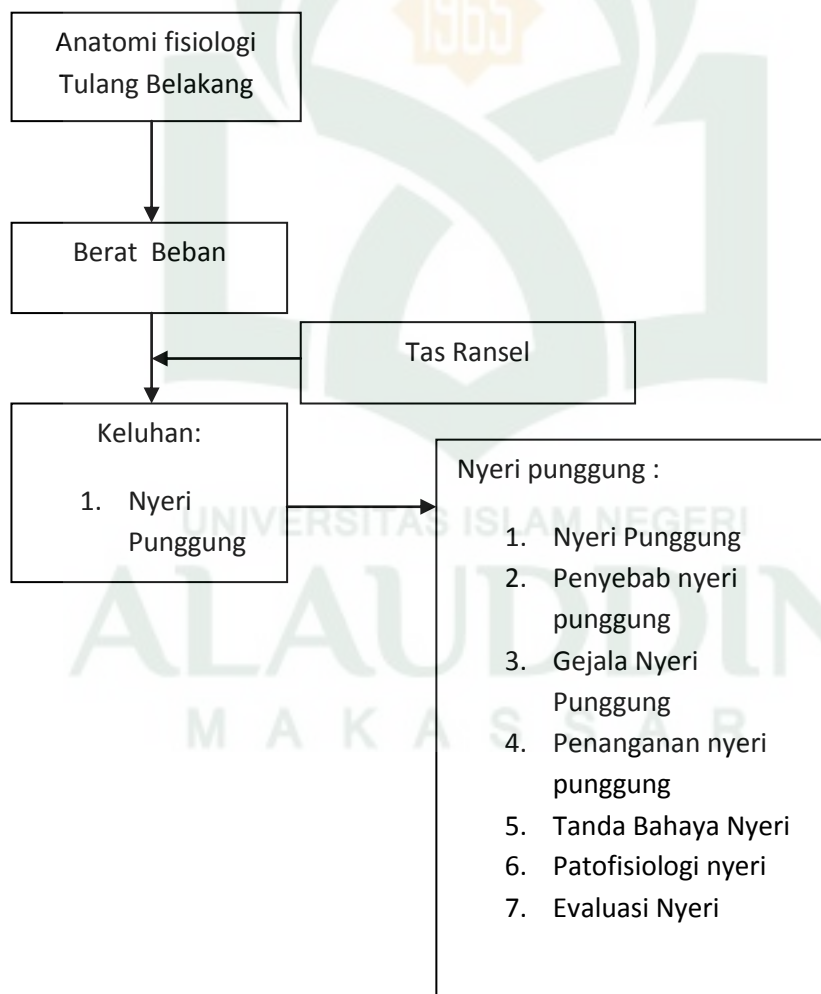 1965
Anatomi fisiologi
Tulang Belakang
Berat Beban
Tas Ransel
Keluhan:
1. Nyeri
Punggung
Nyeri punggung :
1. Nyeri Punggung
2. Penyebab nyeri
punggung
3. Gejala Nyeri
Punggung
4. Penanganan nyeri
punggung
5. Tanda Bahaya Nyeri
6. Patofisiologi nyeri
7. Evaluasi Nyeri
UNIVERSITAS ISLAM NEGERI
ALAUDDIN
MAKASSAR